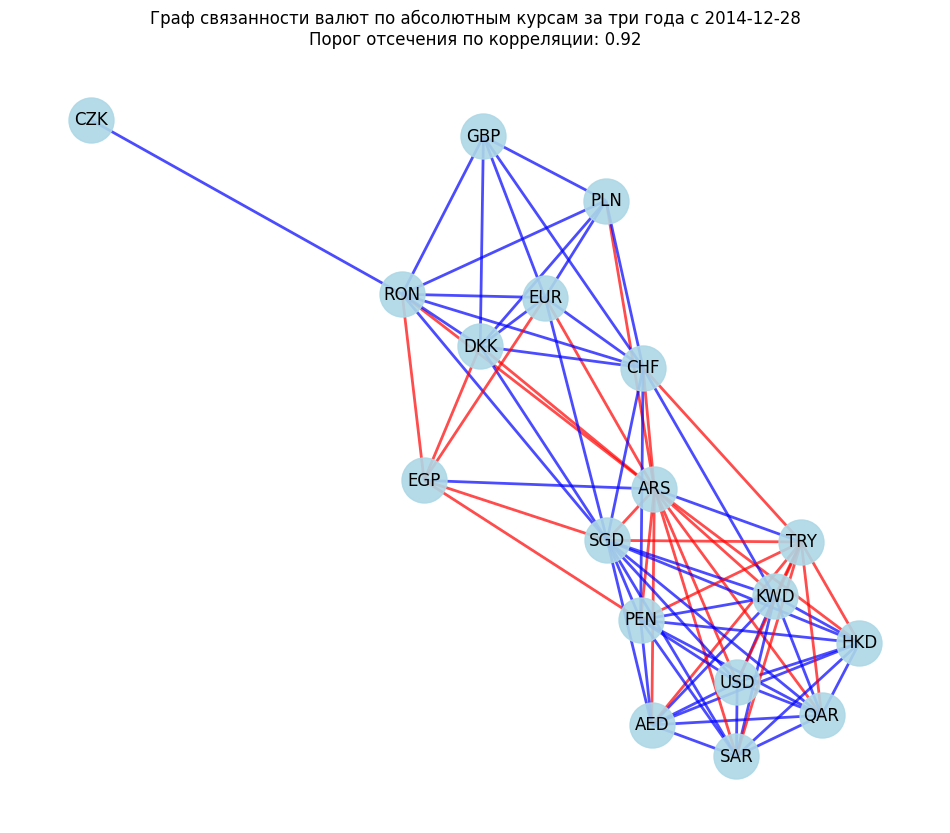 Граф связанности валют по абсолютным курсам за три года с 2014-12-28
Порог отсечения по корреляции: 0.92
CZK
GBP
PLN
RON
EUR
DKK
CHF
EGP
ARS
SGD
TRY
KWD
PEN
HKD
USD
QAR
AED
SAR